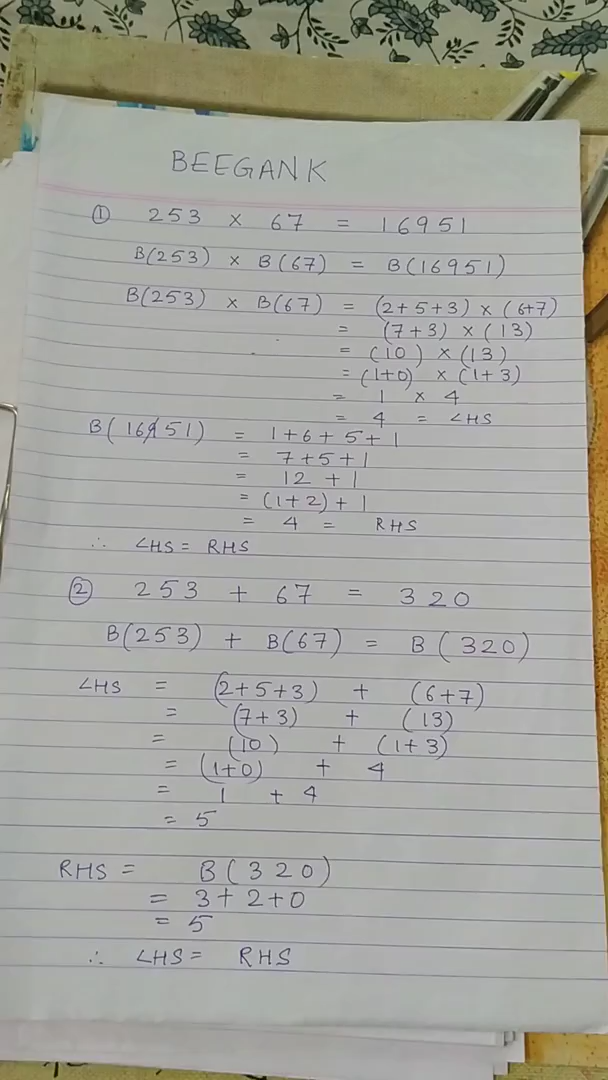 BEEGANK
① 253 × 67 = 16951
B(253) × B(67) = B(16951)
B(253) × B(67) = (2+5+3) × (6+7)
= (7+3) × (13)
= (10) × (13)
= (1+0) × (1+3)
= 1 × 4
= 4 = LHS
B(16951) = 1+6+5+1
= 7+5+1
= 12 + 1
= (1+2)+1
= 4 = RHS
∴ LHS = RHS
② 253 + 67 = 320
B(253) + B(67) = B(320)
LHS = (2+5+3) + (6+7)
= (7+3) + (13)
= (10) + (1+3)
= (1+0) + 4
= 1 + 4
= 5
RHS = B(320)
= 3+2+0
= 5
∴ LHS = RHS